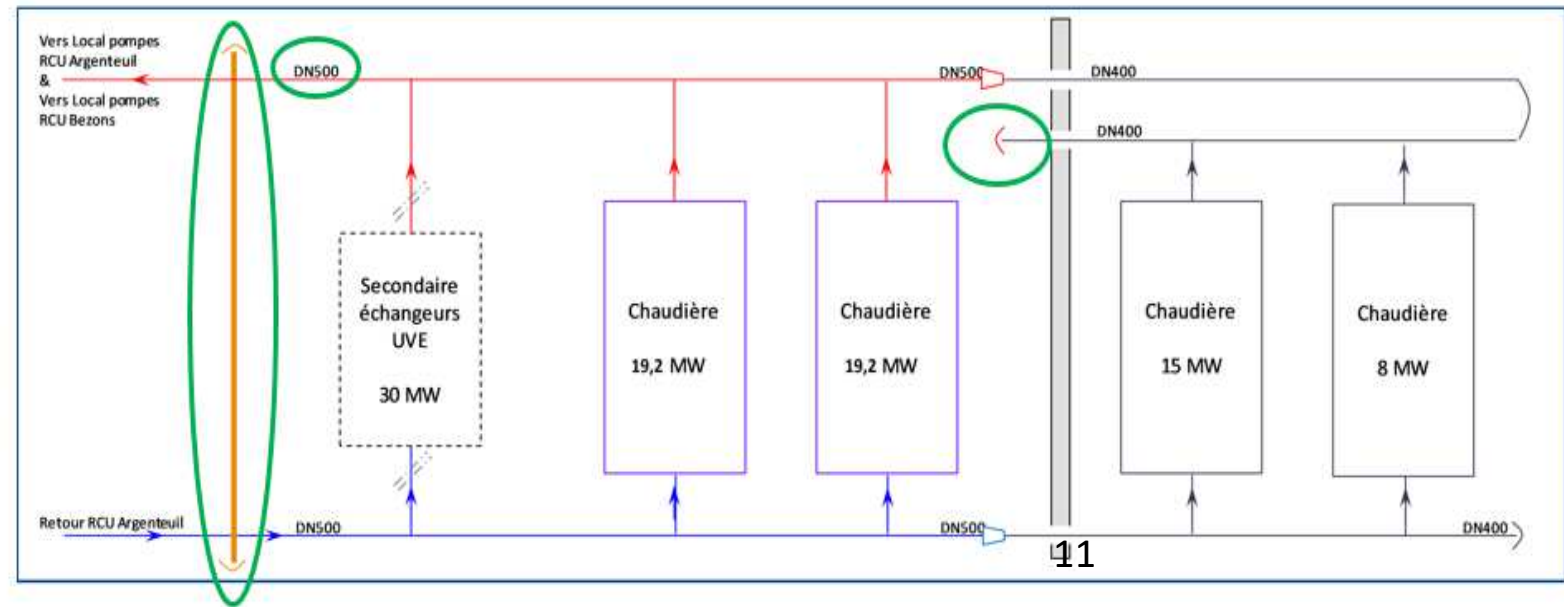 Vers Local pompes
RCU Argenteuil
&
Vers Local pompes
RCU Bezons
DN500
DN500
DN400
DN400
Secondaire
échangeurs
UVE
30 MW
Chaudière
19,2 MW
Chaudière
19,2 MW
Chaudière
15 MW
Chaudière
8 MW
Retour RCU Argenteuil
DN500
DN500
DN400
11